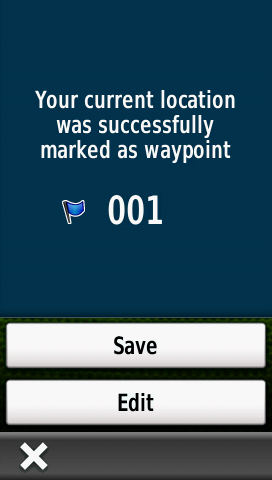 Your current location
was successfully
marked as waypoint
001
Save
Edit